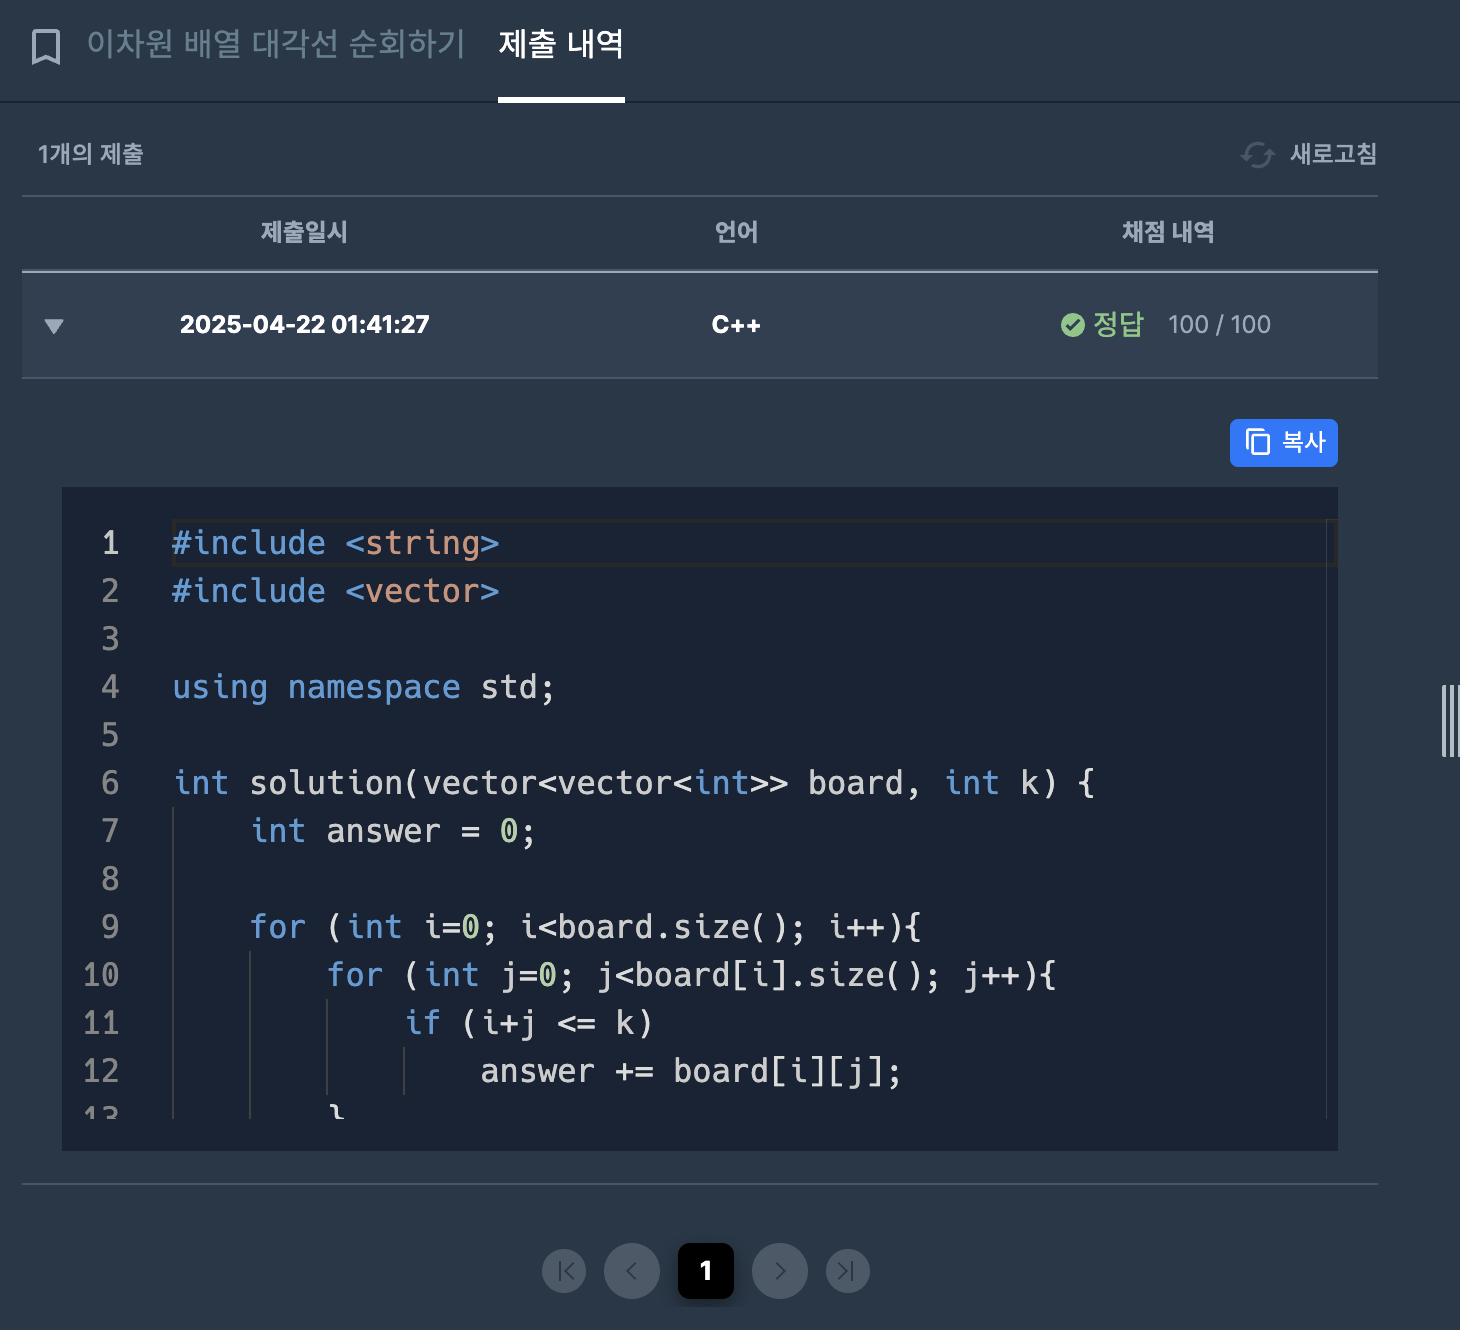 이차원 배열 대각선 순회하기 제출 내역
1개의 제출 새로고침
제출일시 언어 채점 내역
2025-04-22 01:41:27 C++ 정답 100 / 100
복사
1 #include <string>
2 #include <vector>
3
4 using namespace std;
5
6 int solution(vector<vector<int>> board, int k) {
7     int answer = 0;
8
9     for (int i=0; i<board.size(); i++){
10         for (int j=0; j<board[i].size(); j++){
11             if (i+j <= k)
12                 answer += board[i][j];
13         }
1